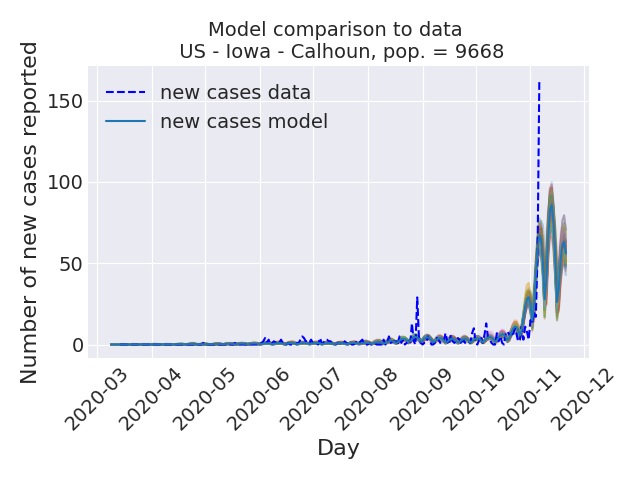 Model comparison to data
US - Iowa - Calhoun, pop. = 9668
Number of new cases reported
150
100
50
0
new cases data
new cases model
2020-03
2020-04
2020-05
2020-06
2020-07
2020-08
2020-09
2020-10
2020-11
2020-12
Day